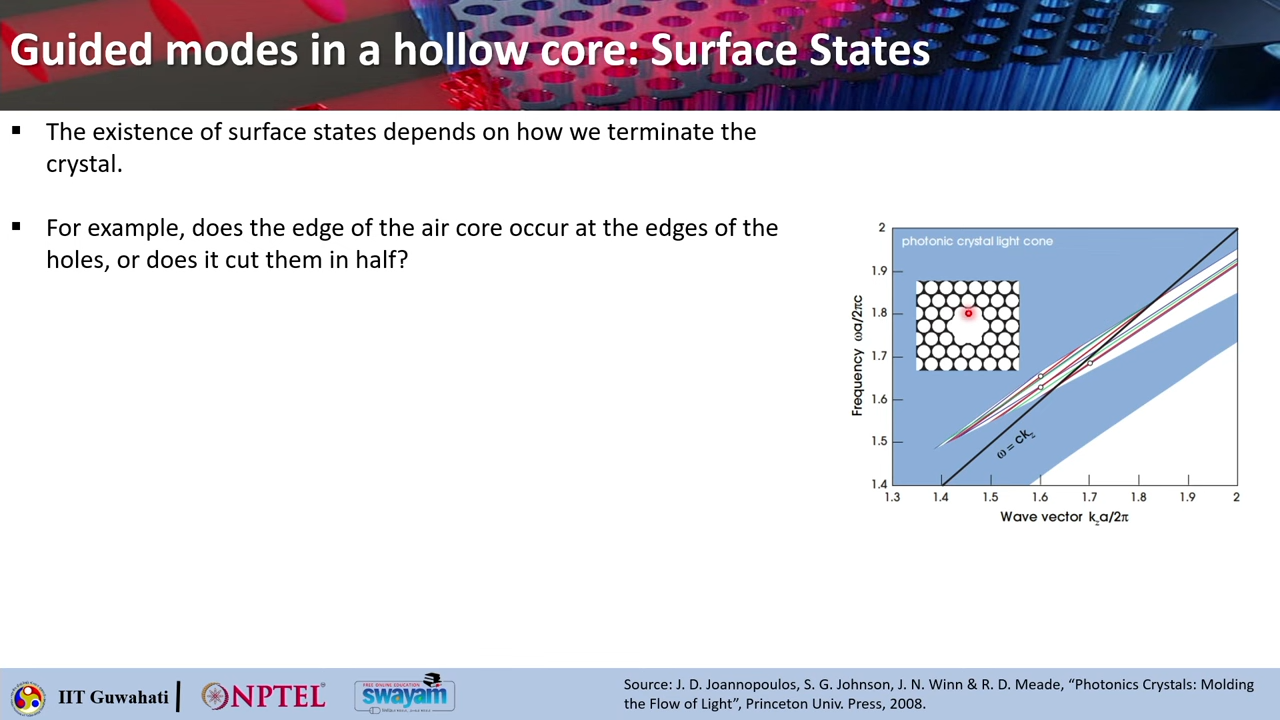 Guided modes in a hollow core: Surface States
▪ The existence of surface states depends on how we terminate the
crystal.
▪ For example, does the edge of the air core occur at the edges of the
holes, or does it cut them in half?
photonic crystal light cone
Frequency ωa/2πc
2
1.9
1.8
1.7
1.6
1.5
1.4
ω = ck_z
1.3 1.4 1.5 1.6 1.7 1.8 1.9 2
Wave vector k_za/2π
IIT Guwahati
NPTEL
FREE ONLINE EDUCATION
swayam
Source: J. D. Joannopoulos, S. G. Johnson, J. N. Winn & R. D. Meade, “Photonics Crystals: Molding
the Flow of Light”, Princeton Univ. Press, 2008.